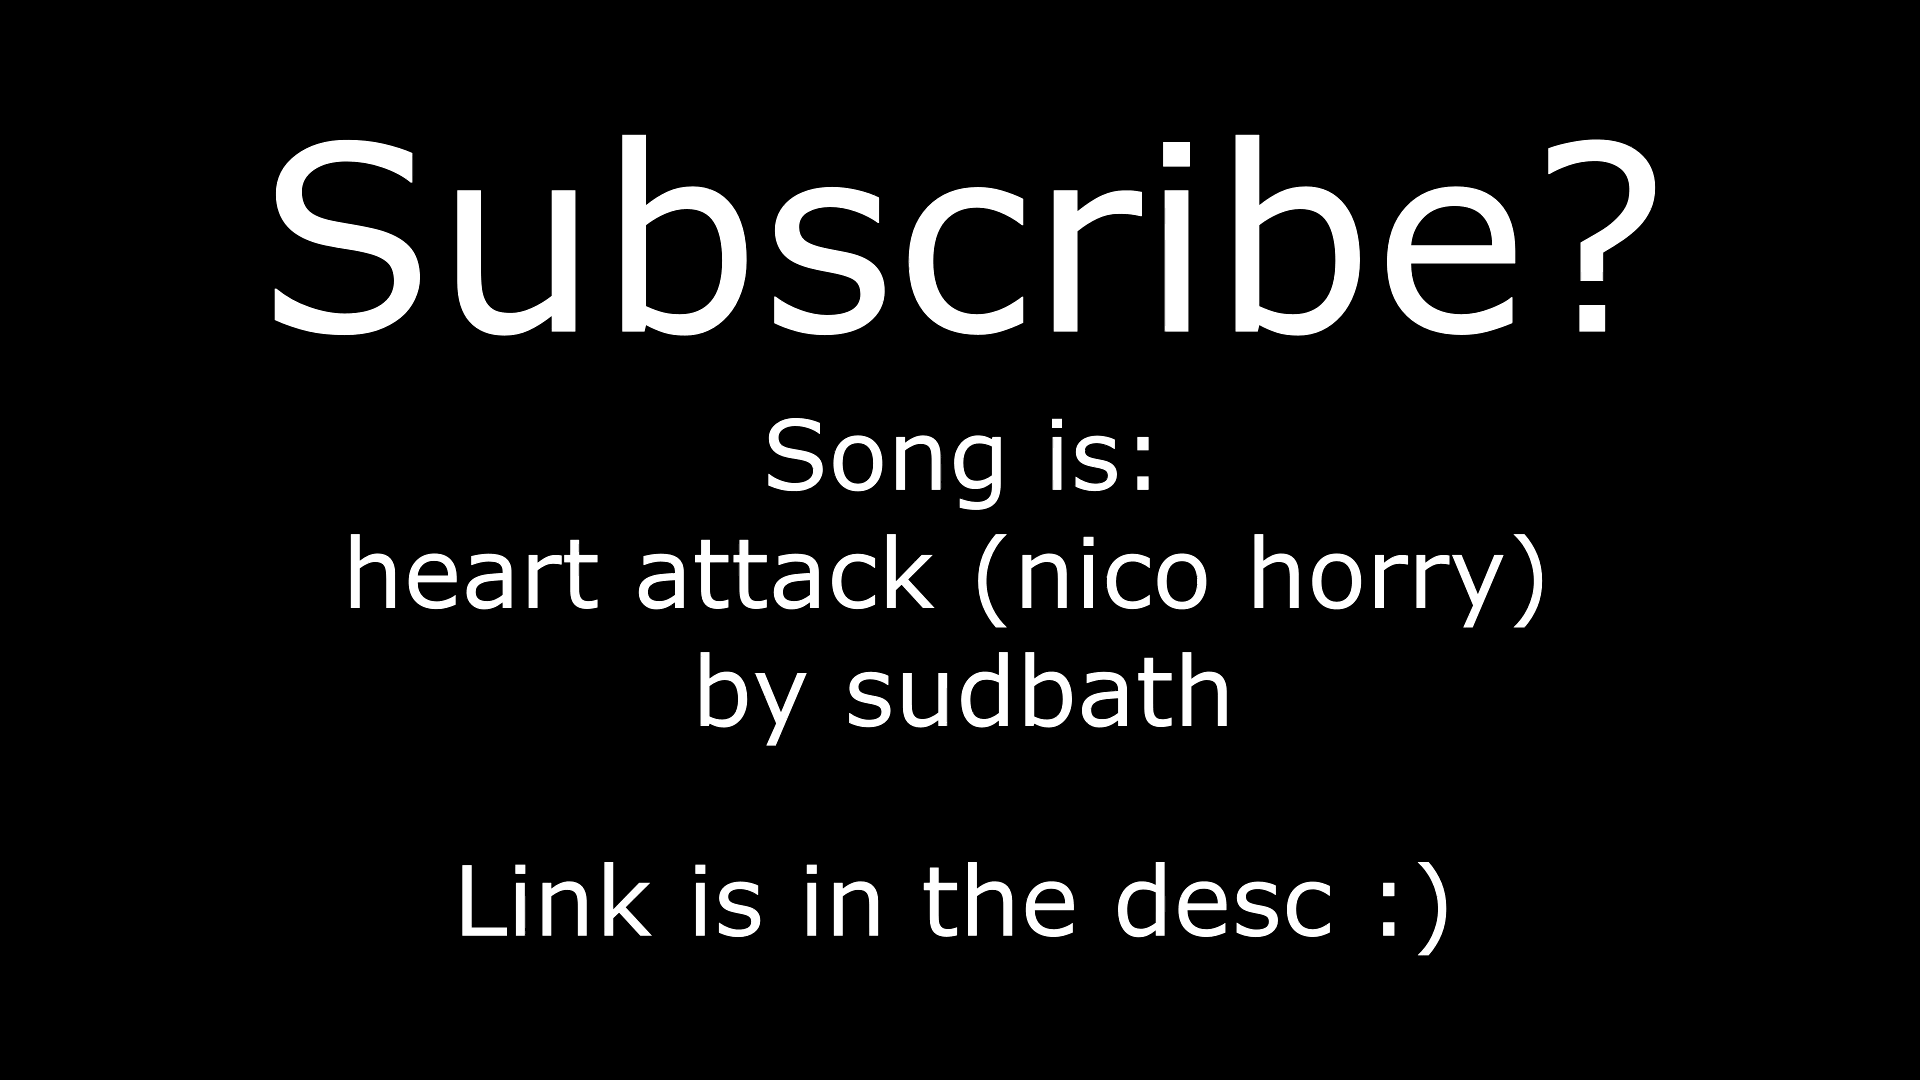 Subscribe?
Song is:
heart attack (nico horry)
by sudbath
Link is in the desc :)